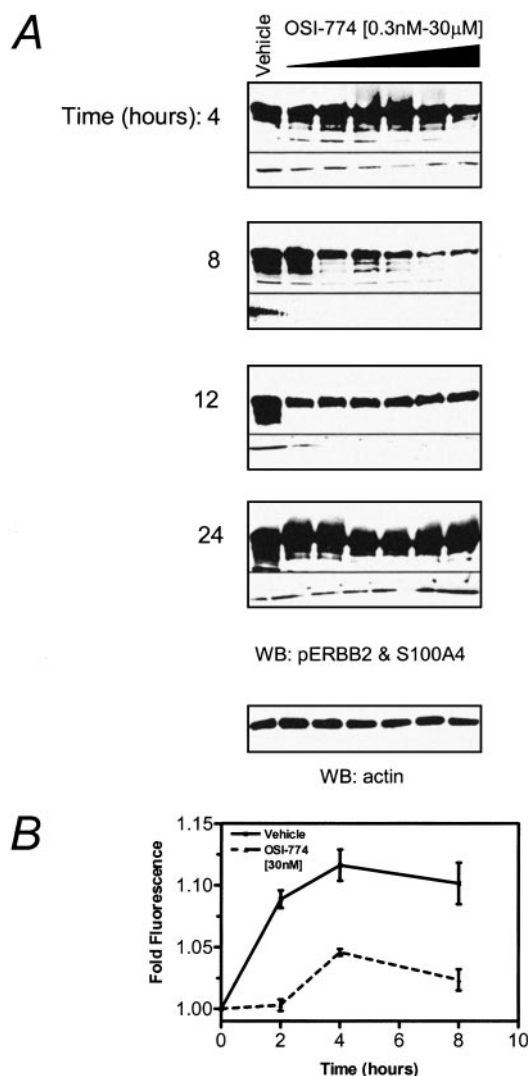 A
Vehicle
OSI-774 [0.3nM-30μM]
Time (hours): 4
8
12
24
WB: pERBB2 & S100A4
WB: actin
B
Fold Fluorescence
1.15
1.10
1.05
1.00
Vehicle
OSI-774
[30nM]
0 2 4 6 8 10
Time (hours)